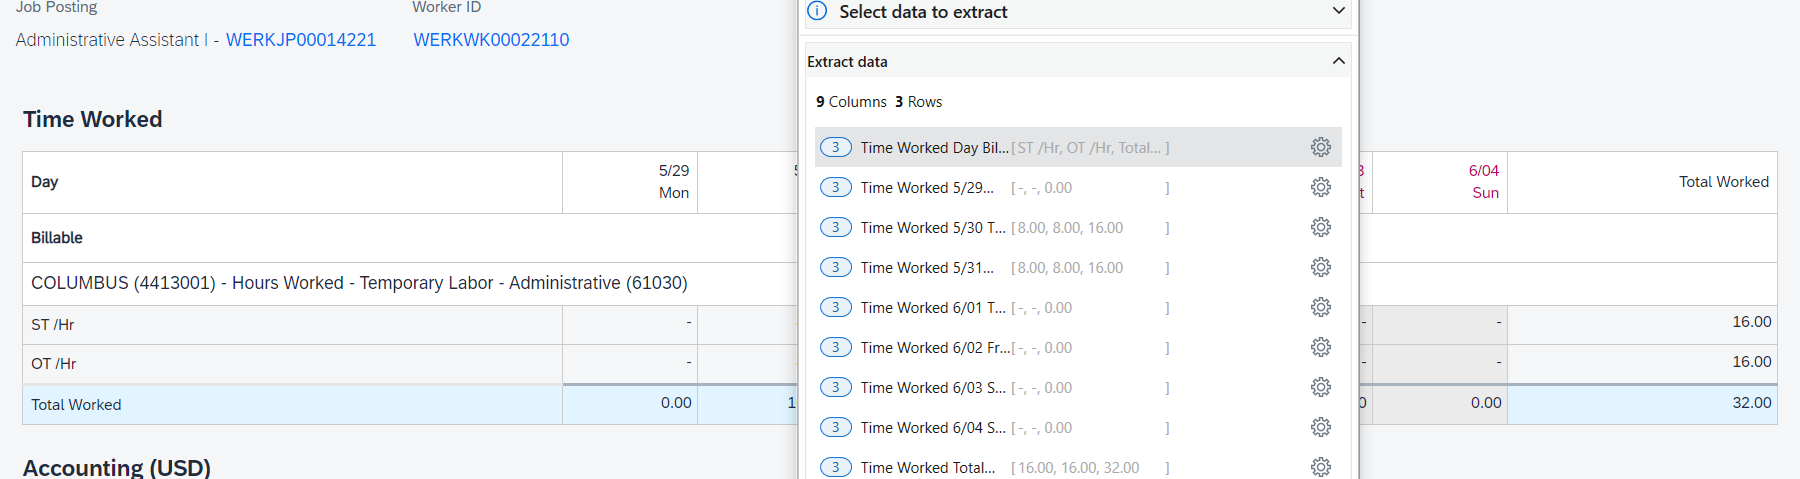 Job Posting
Worker ID
Administrative Assistant I - WERKJP00014221
WERKWK00022110
Time Worked
Day
5/29
Mon
6/04
Sun
Total Worked
Billable
COLUMBUS (4413001) - Hours Worked - Temporary Labor - Administrative (61030)
ST /Hr
-
-
-
16.00
OT /Hr
-
-
-
16.00
Total Worked
0.00
1
0
0.00
32.00
Accounting (USD)
Select data to extract
Extract data
9 Columns 3 Rows
3 Time Worked Day Bil... [ST /Hr, OT /Hr, Total... ]
3 Time Worked 5/29... [-, -, 0.00 ]
3 Time Worked 5/30 T... [8.00, 8.00, 16.00 ]
3 Time Worked 5/31... [8.00, 8.00, 16.00 ]
3 Time Worked 6/01 T... [-, -, 0.00 ]
3 Time Worked 6/02 Fr... [-, -, 0.00 ]
3 Time Worked 6/03 S... [-, -, 0.00 ]
3 Time Worked 6/04 S... [-, -, 0.00 ]
3 Time Worked Total... [16.00, 16.00, 32.00 ]